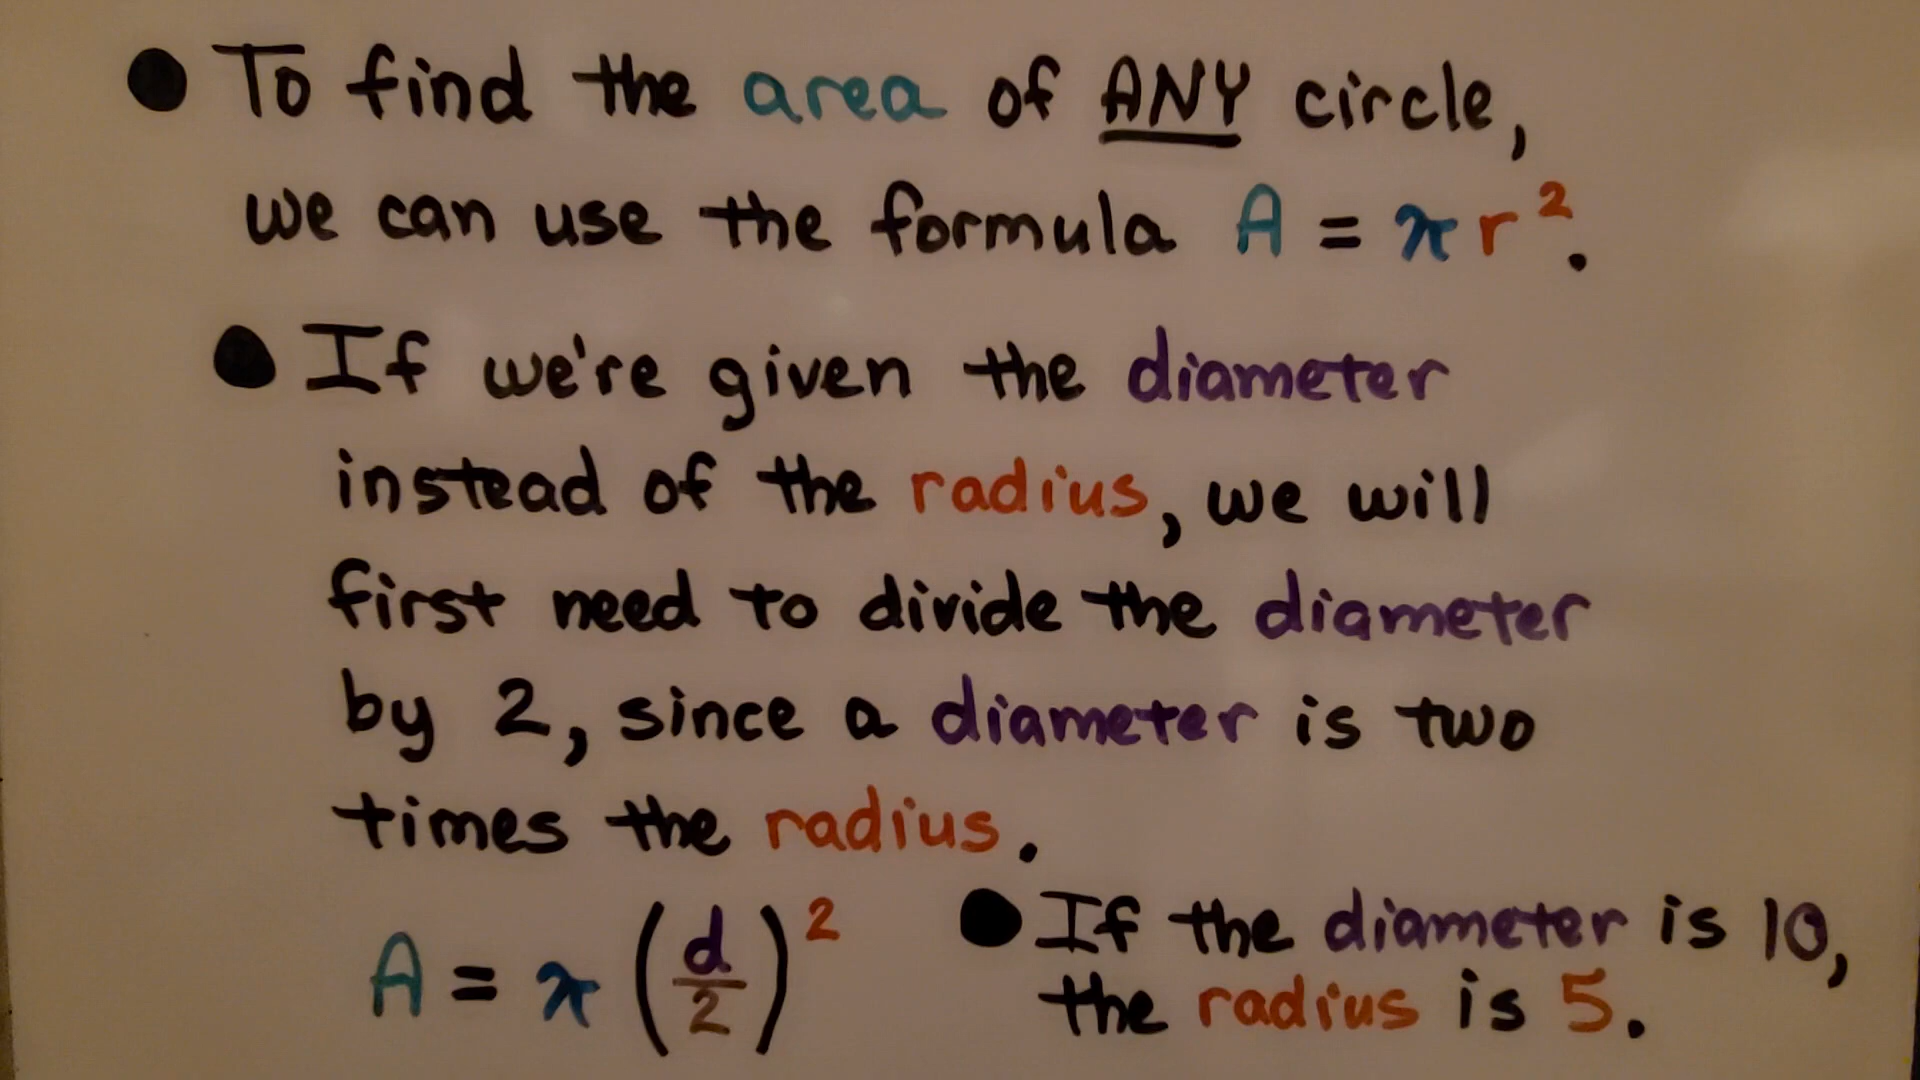 ● To find the area of ANY circle,
we can use the formula A = πr².
● If we're given the diameter
instead of the radius, we will
first need to divide the diameter
by 2, since a diameter is two
times the radius.
A = π(d/2)²
● If the diameter is 10,
the radius is 5.